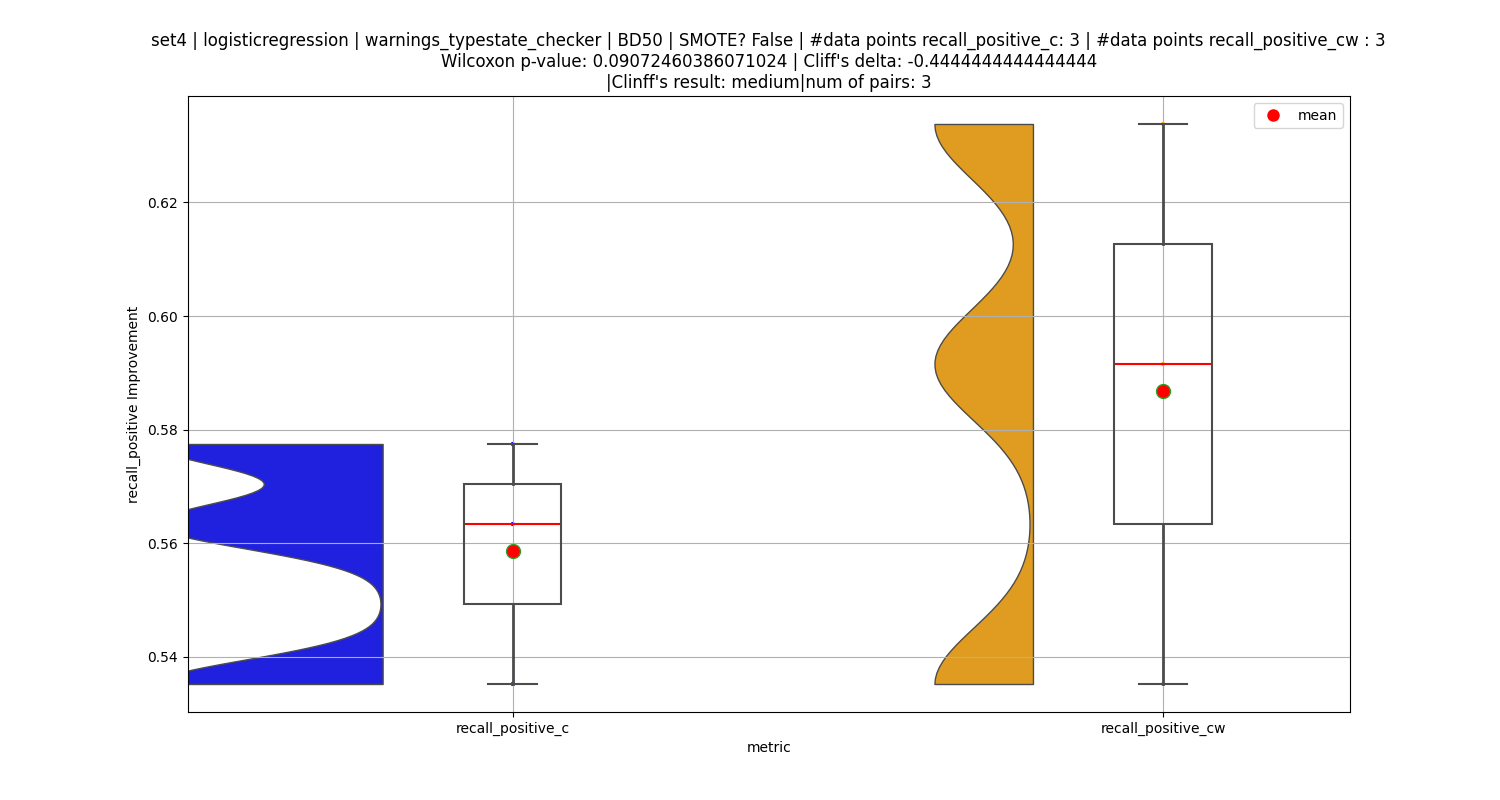 set4 | logisticregression | warnings_typestate_checker | BD50 | SMOTE? False | #data points recall_positive_c: 3 | #data points recall_positive_cw : 3
Wilcoxon p-value: 0.09072460386071024 | Cliff's delta: -0.4444444444444444
|Clinff's result: medium|num of pairs: 3
mean
recall_positive Improvement
0.62
0.60
0.58
0.56
0.54
recall_positive_c
recall_positive_cw
metric